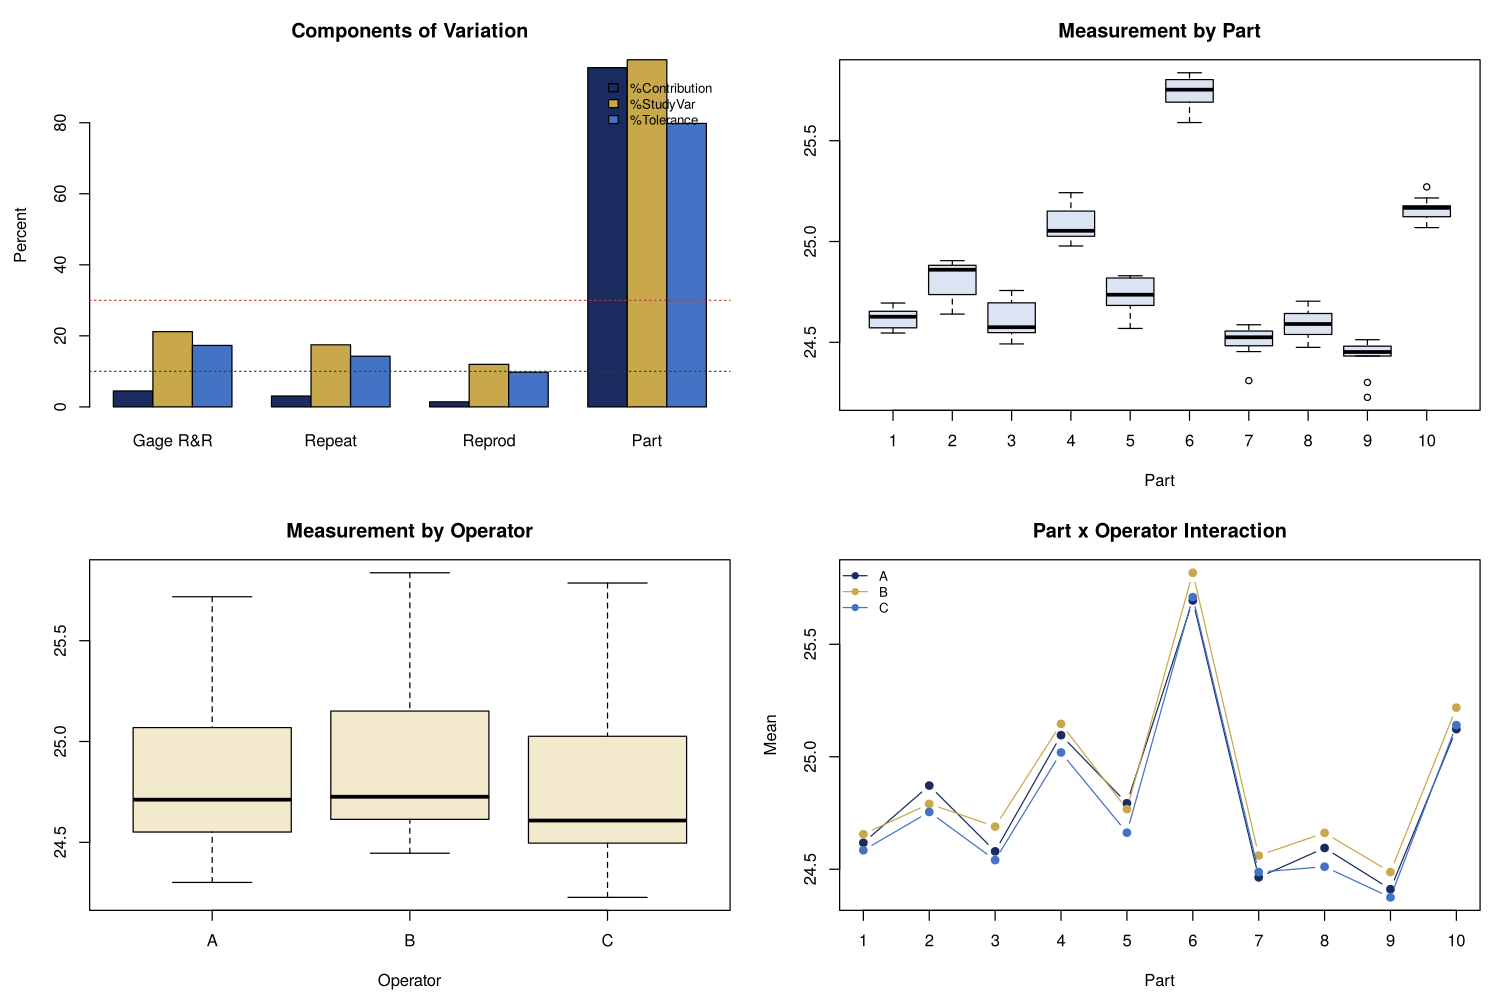 Components of Variation
Percent
0
20
40
60
80
%Contribution
%StudyVar
%Tolerance
Gage R&R Repeat Reprod Part
Measurement by Part
24.5
25.0
25.5
1 2 3 4 5 6 7 8 9 10
Part
Measurement by Operator
24.5
25.0
25.5
A B C
Operator
Part x Operator Interaction
Mean
24.5
25.0
25.5
A
B
C
1 2 3 4 5 6 7 8 9 10
Part